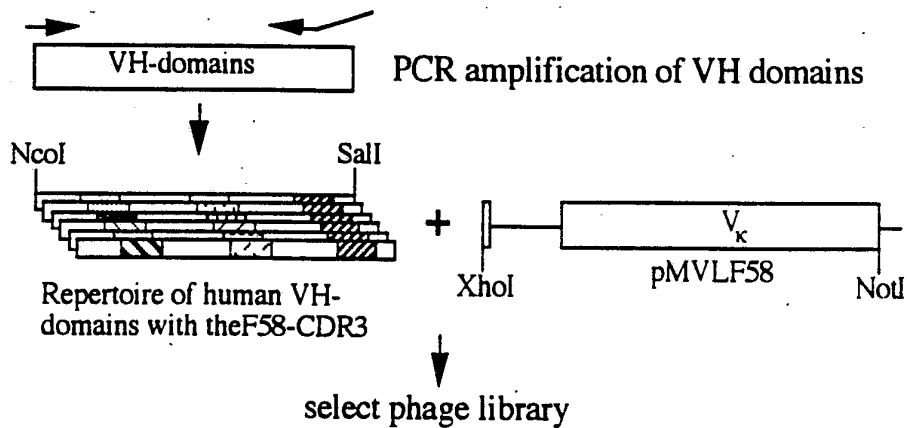 VH-domains
PCR amplification of VH domains
NcoI
SalI
+
Vκ
pMVLF58
XhoI
NotI
Repertoire of human VH-
domains with theF58-CDR3
select phage library